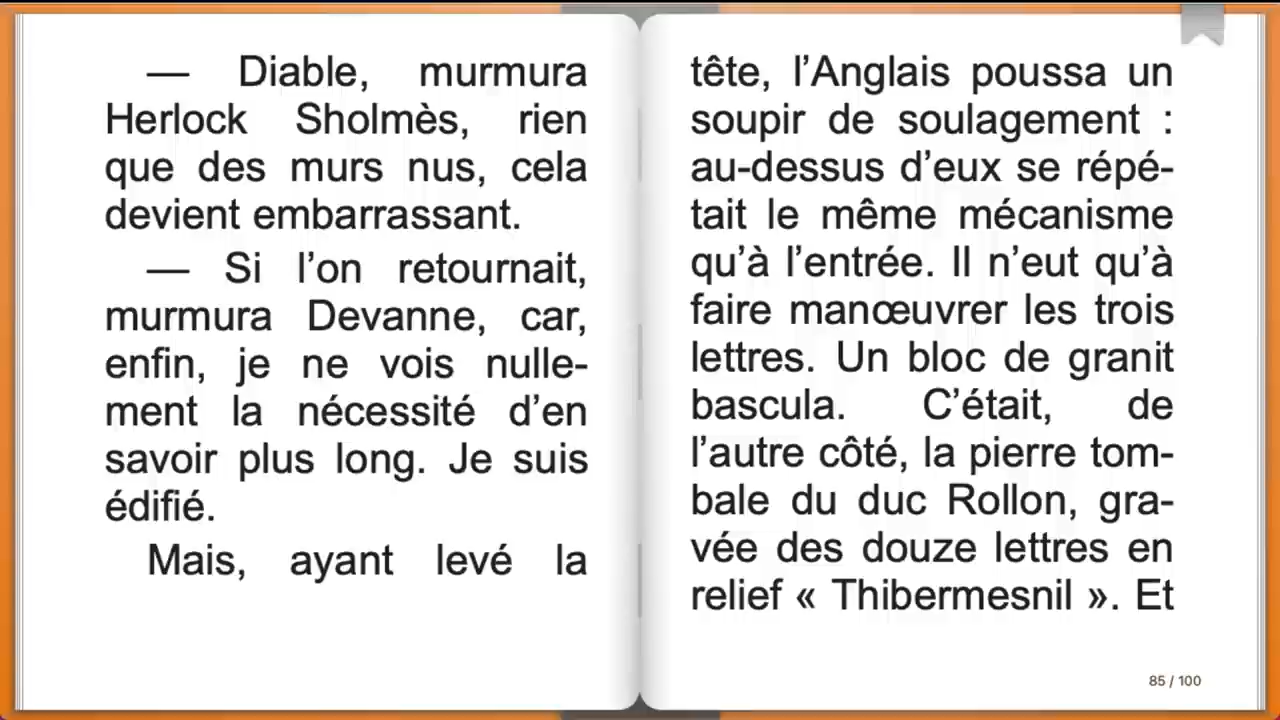 — Diable, murmura
Herlock Sholmès, rien
que des murs nus, cela
devient embarrassant.
— Si l’on retournait,
murmura Devanne, car,
enfin, je ne vois nulle-
ment la nécessité d’en
savoir plus long. Je suis
édifié.
Mais, ayant levé la
tête, l’Anglais poussa un
soupir de soulagement :
au-dessus d’eux se répé-
tait le même mécanisme
qu’à l’entrée. Il n’eut qu’à
faire manœuvrer les trois
lettres. Un bloc de granit
bascula. C’était, de
l’autre côté, la pierre tom-
bale du duc Rollon, gra-
vée des douze lettres en
relief « Thibermesnil ». Et
85 / 100